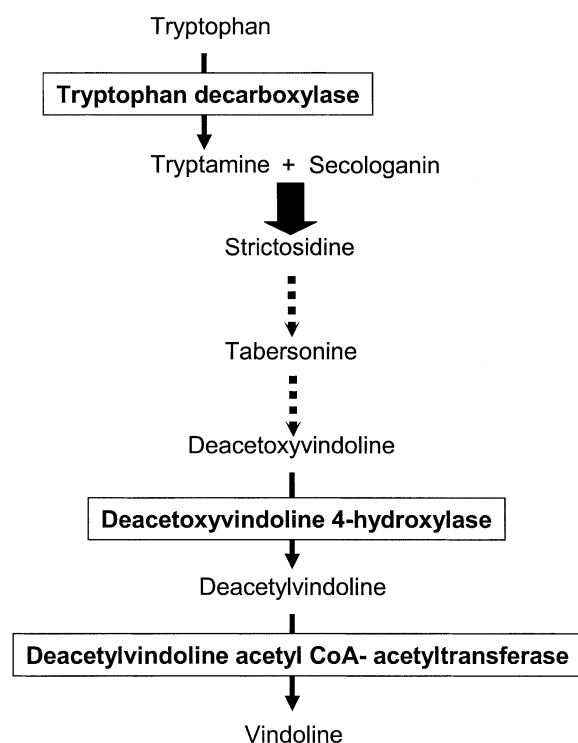 Tryptophan
Tryptophan decarboxylase
Tryptamine + Secologanin
Strictosidine
Tabersonine
Deacetoxyvindoline
Deacetoxyvindoline 4-hydroxylase
Deacetylvindoline
Deacetylvindoline acetyl CoA- acetyltransferase
Vindoline